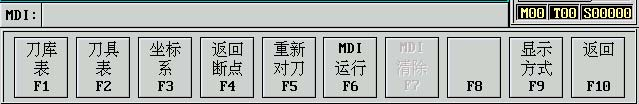 MDI:
M00 T00 S00000
刀库 刀具 坐标 返回 重新 MDI MDI 显示 返回
表 表 系 断点 对刀 运行 清除 方式
F1 F2 F3 F4 F5 F6 F7 F8 F9 F10